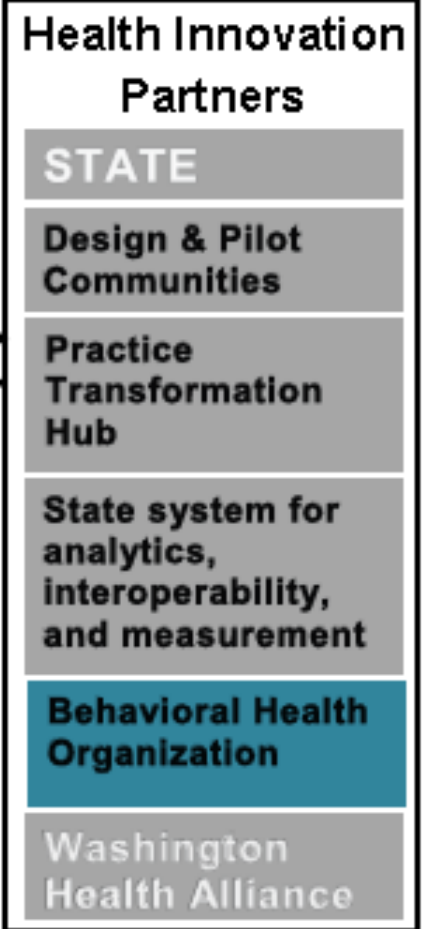 Health Innovation
Partners
STATE
Design & Pilot
Communities
Practice
Transformation
Hub
State system for
analytics,
interoperability,
and measurement
Behavioral Health
Organization
Washington
Health Alliance